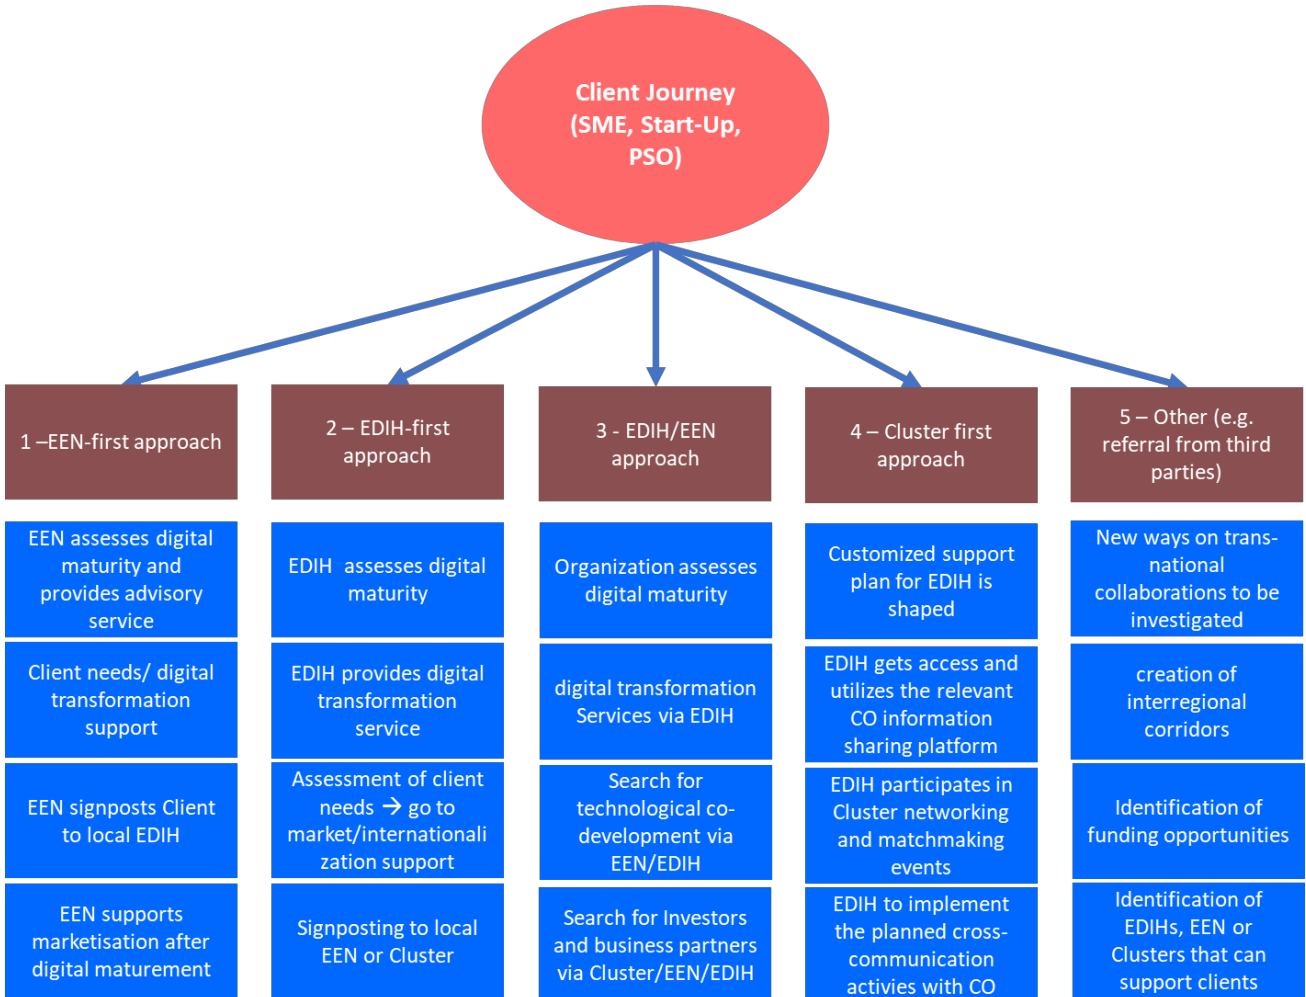 Client Journey
(SME, Start-Up,
PSO)
1 –EEN-first approach
2 – EDIH-first
approach
3 - EDIH/EEN
approach
4 – Cluster first
approach
5 – Other (e.g.
referral from third
parties)
EEN assesses digital
maturity and
provides advisory
service
Client needs/ digital
transformation
support
EEN signposts Client
to local EDIH
EEN supports
marketisation after
digital maturement
EDIH  assesses digital
maturity
EDIH provides digital
transformation
service
Assessment of client
needs → go to
market/internationali
zation support
Signposting to local
EEN or Cluster
Organization assesses
digital maturity
digital transformation
Services via EDIH
Search for
technological co-
development via
EEN/EDIH
Search for Investors
and business partners
via Cluster/EEN/EDIH
Customized support
plan for EDIH is
shaped
EDIH gets access and
utilizes the relevant
CO information
sharing platform
EDIH participates in
Cluster networking
and matchmaking
events
EDIH to implement
the planned cross-
communication
activies with CO
New ways on trans-
national
collaborations to be
investigated
creation of
interregional
corridors
Identification of
funding opportunities
Identification of
EDIHs, EEN or
Clusters that can
support clients